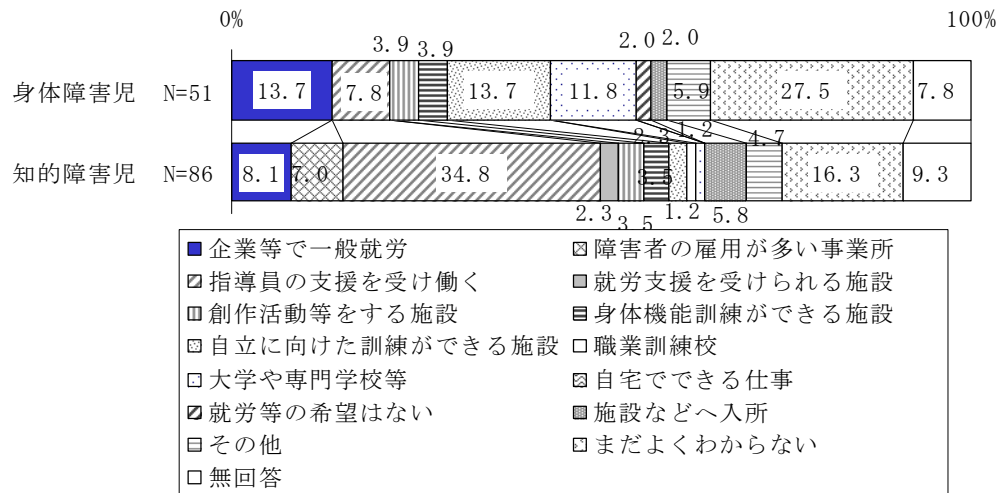 0% 100%
3.9 3.9 2.0 2.0
身体障害児 N=51 13.7 7.8 13.7 11.8 5.9 27.5 7.8
2.3 1.2 4.7
知的障害児 N=86 8.1 7.0 34.8 3.5 16.3 9.3
2.3 3.5 1.2 5.8
企業等で一般就労 障害者の雇用が多い事業所
指導員の支援を受け働く 就労支援を受けられる施設
創作活動等をする施設 身体機能訓練ができる施設
自立に向けた訓練ができる施設 職業訓練校
大学や専門学校等 自宅でできる仕事
就労等の希望はない 施設などへ入所
その他 まだよくわからない
無回答